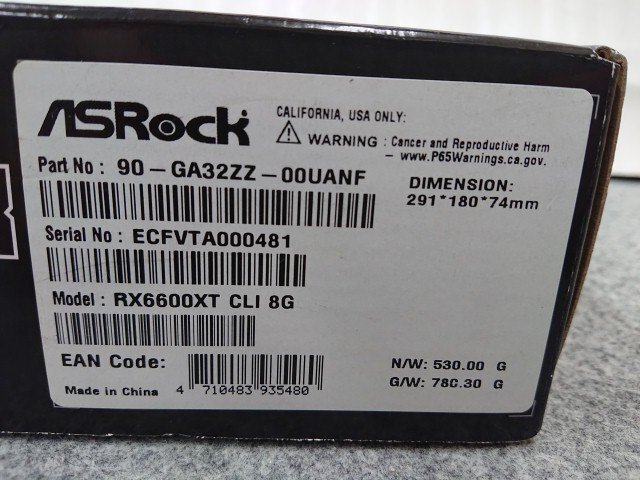 ASRock
CALIFORNIA, USA ONLY:
WARNING : Cancer and Reproductive Harm
– www.P65Warnings.ca.gov.
Part No : 90-GA32ZZ-00UANF
DIMENSION:
291*180*74mm
Serial No : ECFVTA000481
Model : RX6600XT CLI 8G
EAN Code:
4 710483 935480
Made in China
N/W: 530.00 G
G/W: 780.30 G